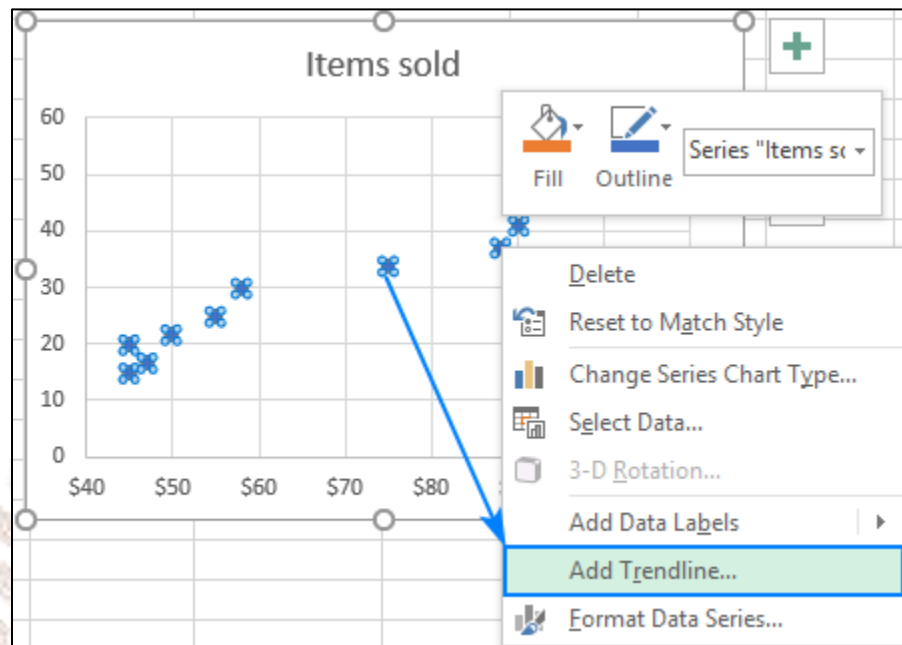 Items sold
60
50
40
30
20
10
0
$40 $50 $60 $70 $80
Fill Outline Series "Items sc
Delete
Reset to Match Style
Change Series Chart Type...
Select Data...
3-D Rotation...
Add Data Labels
Add Trendline...
Format Data Series...